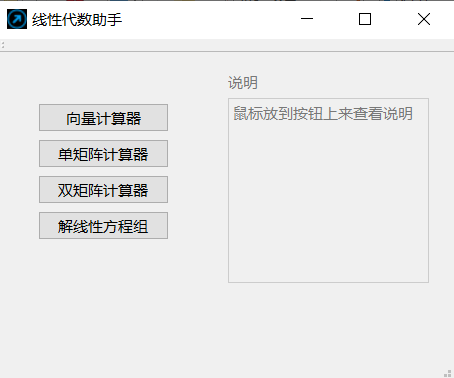 线性代数助手
说明
鼠标放到按钮上来查看说明
向量计算器
单矩阵计算器
双矩阵计算器
解线性方程组